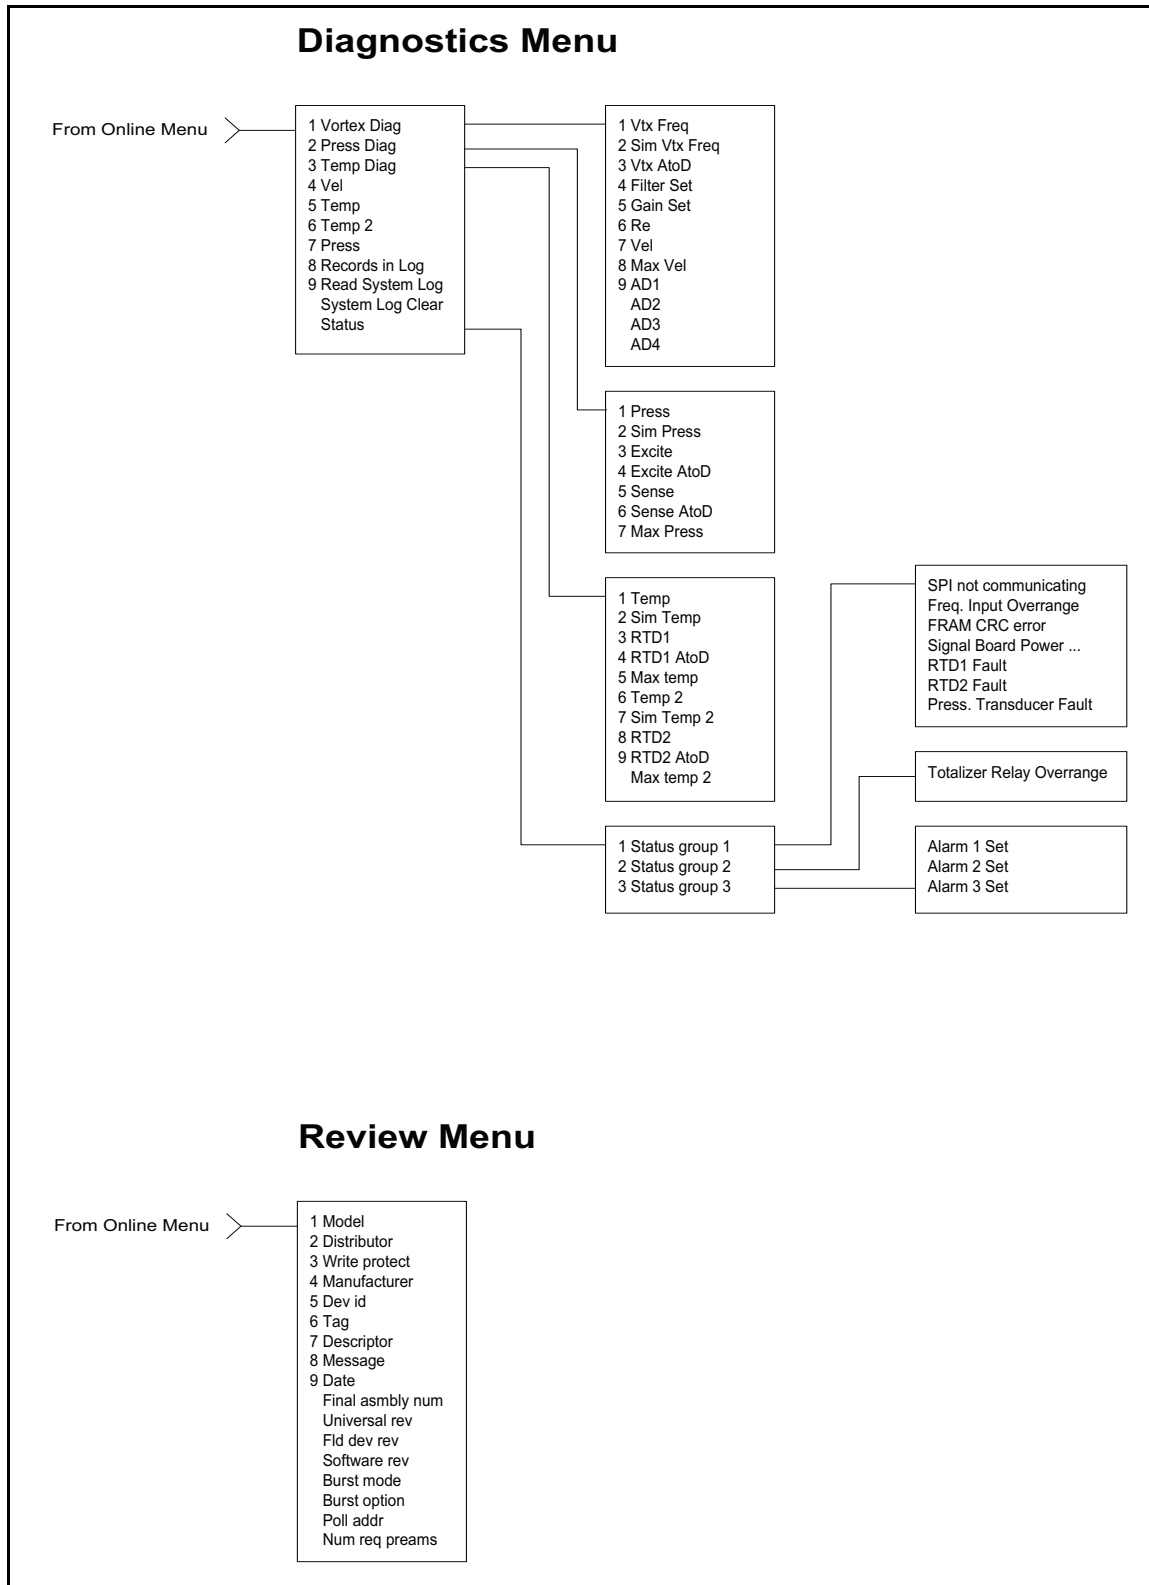 Diagnostics Menu
From Online Menu
1 Vortex Diag
2 Press Diag
3 Temp Diag
4 Vel
5 Temp
6 Temp 2
7 Press
8 Records in Log
9 Read System Log
System Log Clear
Status
1 Vtx Freq
2 Sim Vtx Freq
3 Vtx AtoD
4 Filter Set
5 Gain Set
6 Re
7 Vel
8 Max Vel
9 AD1
AD2
AD3
AD4
1 Press
2 Sim Press
3 Excite
4 Excite AtoD
5 Sense
6 Sense AtoD
7 Max Press
1 Temp
2 Sim Temp
3 RTD1
4 RTD1 AtoD
5 Max temp
6 Temp 2
7 Sim Temp 2
8 RTD2
9 RTD2 AtoD
Max temp 2
1 Status group 1
2 Status group 2
3 Status group 3
SPI not communicating
Freq. Input Overrange
FRAM CRC error
Signal Board Power ...
RTD1 Fault
RTD2 Fault
Press. Transducer Fault
Totalizer Relay Overrange
Alarm 1 Set
Alarm 2 Set
Alarm 3 Set
Review Menu
From Online Menu
1 Model
2 Distributor
3 Write protect
4 Manufacturer
5 Dev id
6 Tag
7 Descriptor
8 Message
9 Date
Final asmbly num
Universal rev
Fld dev rev
Software rev
Burst mode
Burst option
Poll addr
Num req preams